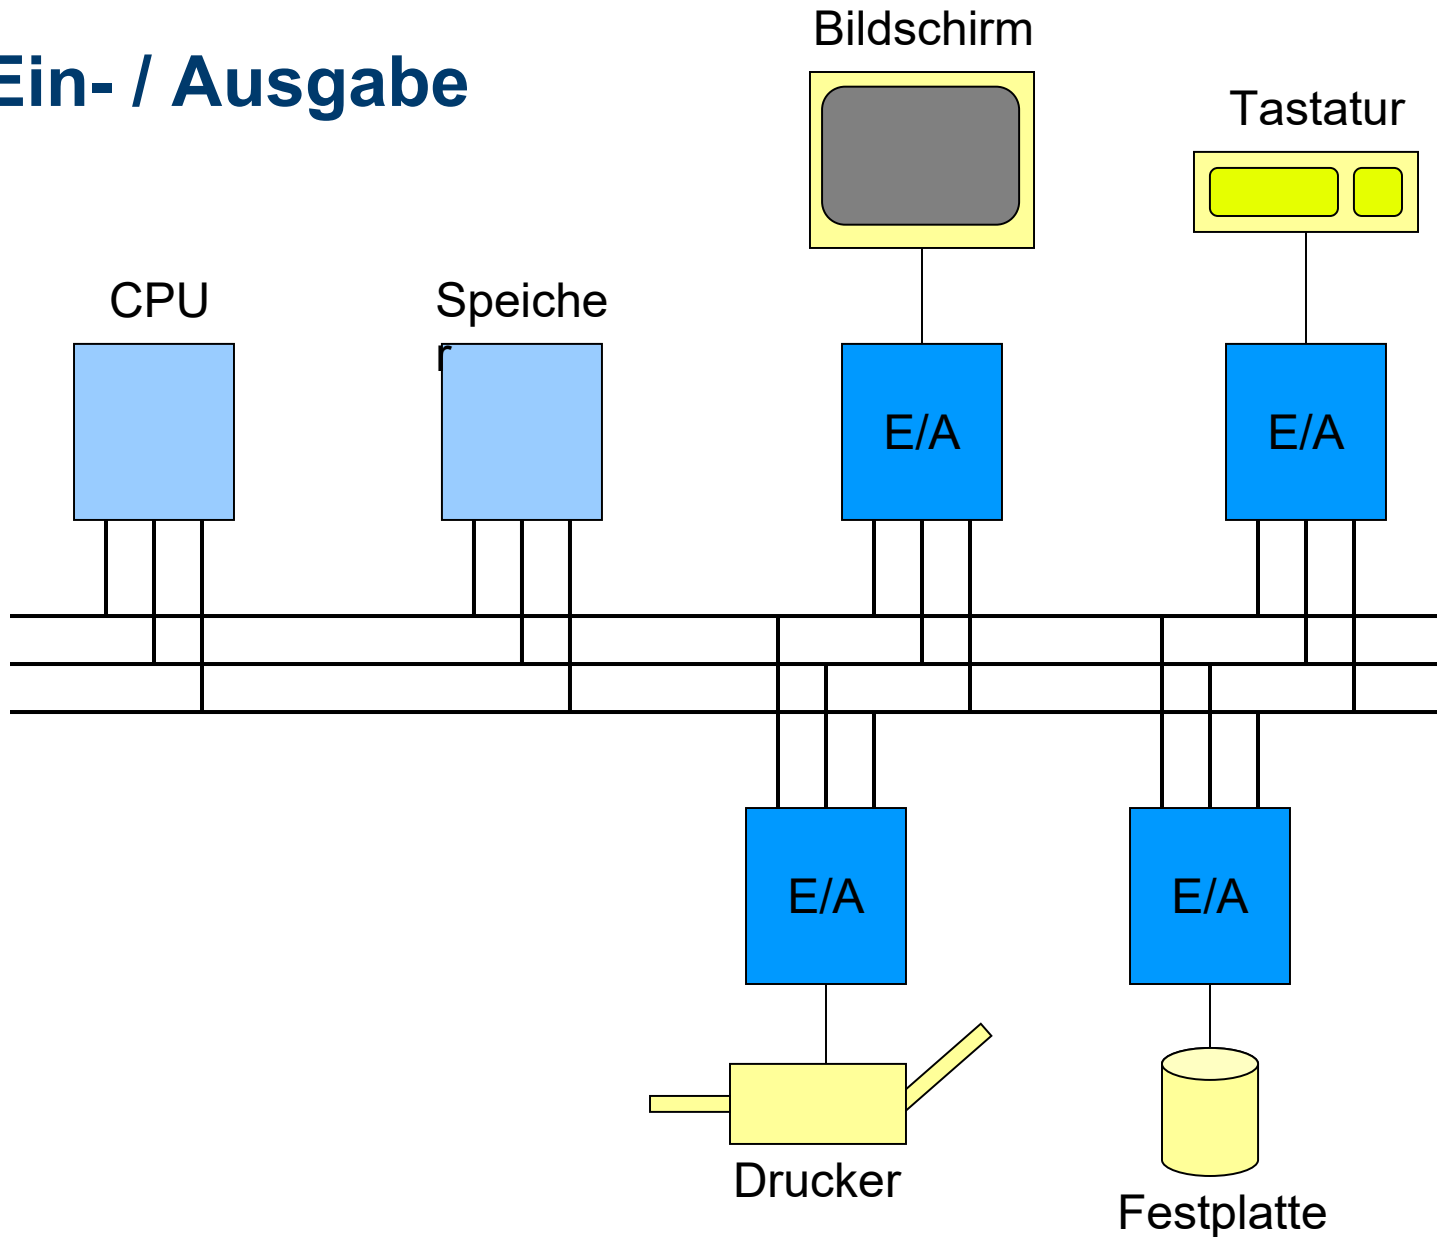 Ein- / Ausgabe
Bildschirm
Tastatur
CPU
Speiche
r
E/A
E/A
E/A
E/A
Drucker
Festplatte